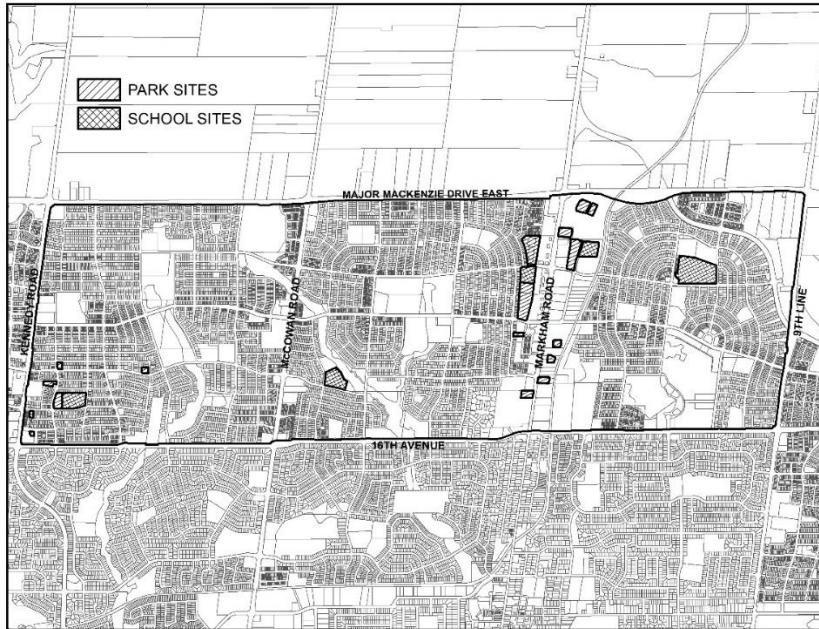 PARK SITES
SCHOOL SITES
MAJOR MACKENZIE DRIVE EAST
KENNEDY ROAD
MCCOWAN ROAD
MARKHAM ROAD
9TH LINE
16TH AVENUE